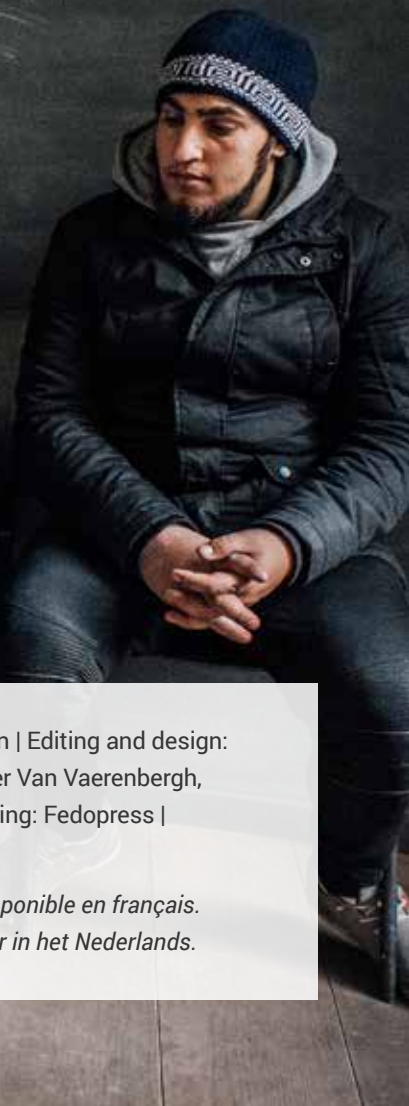 n | Editing and design:
er Van Vaerenbergh,
ing: Fedopress |
ponible en français.
r in het Nederlands.